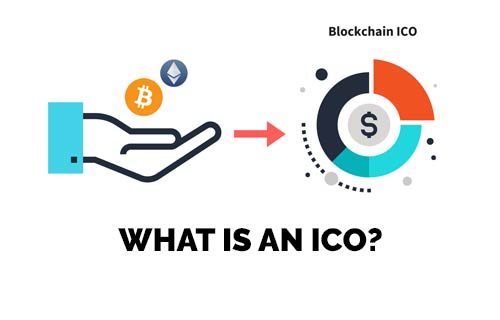 Blockchain ICO
₿
$
WHAT IS AN ICO?